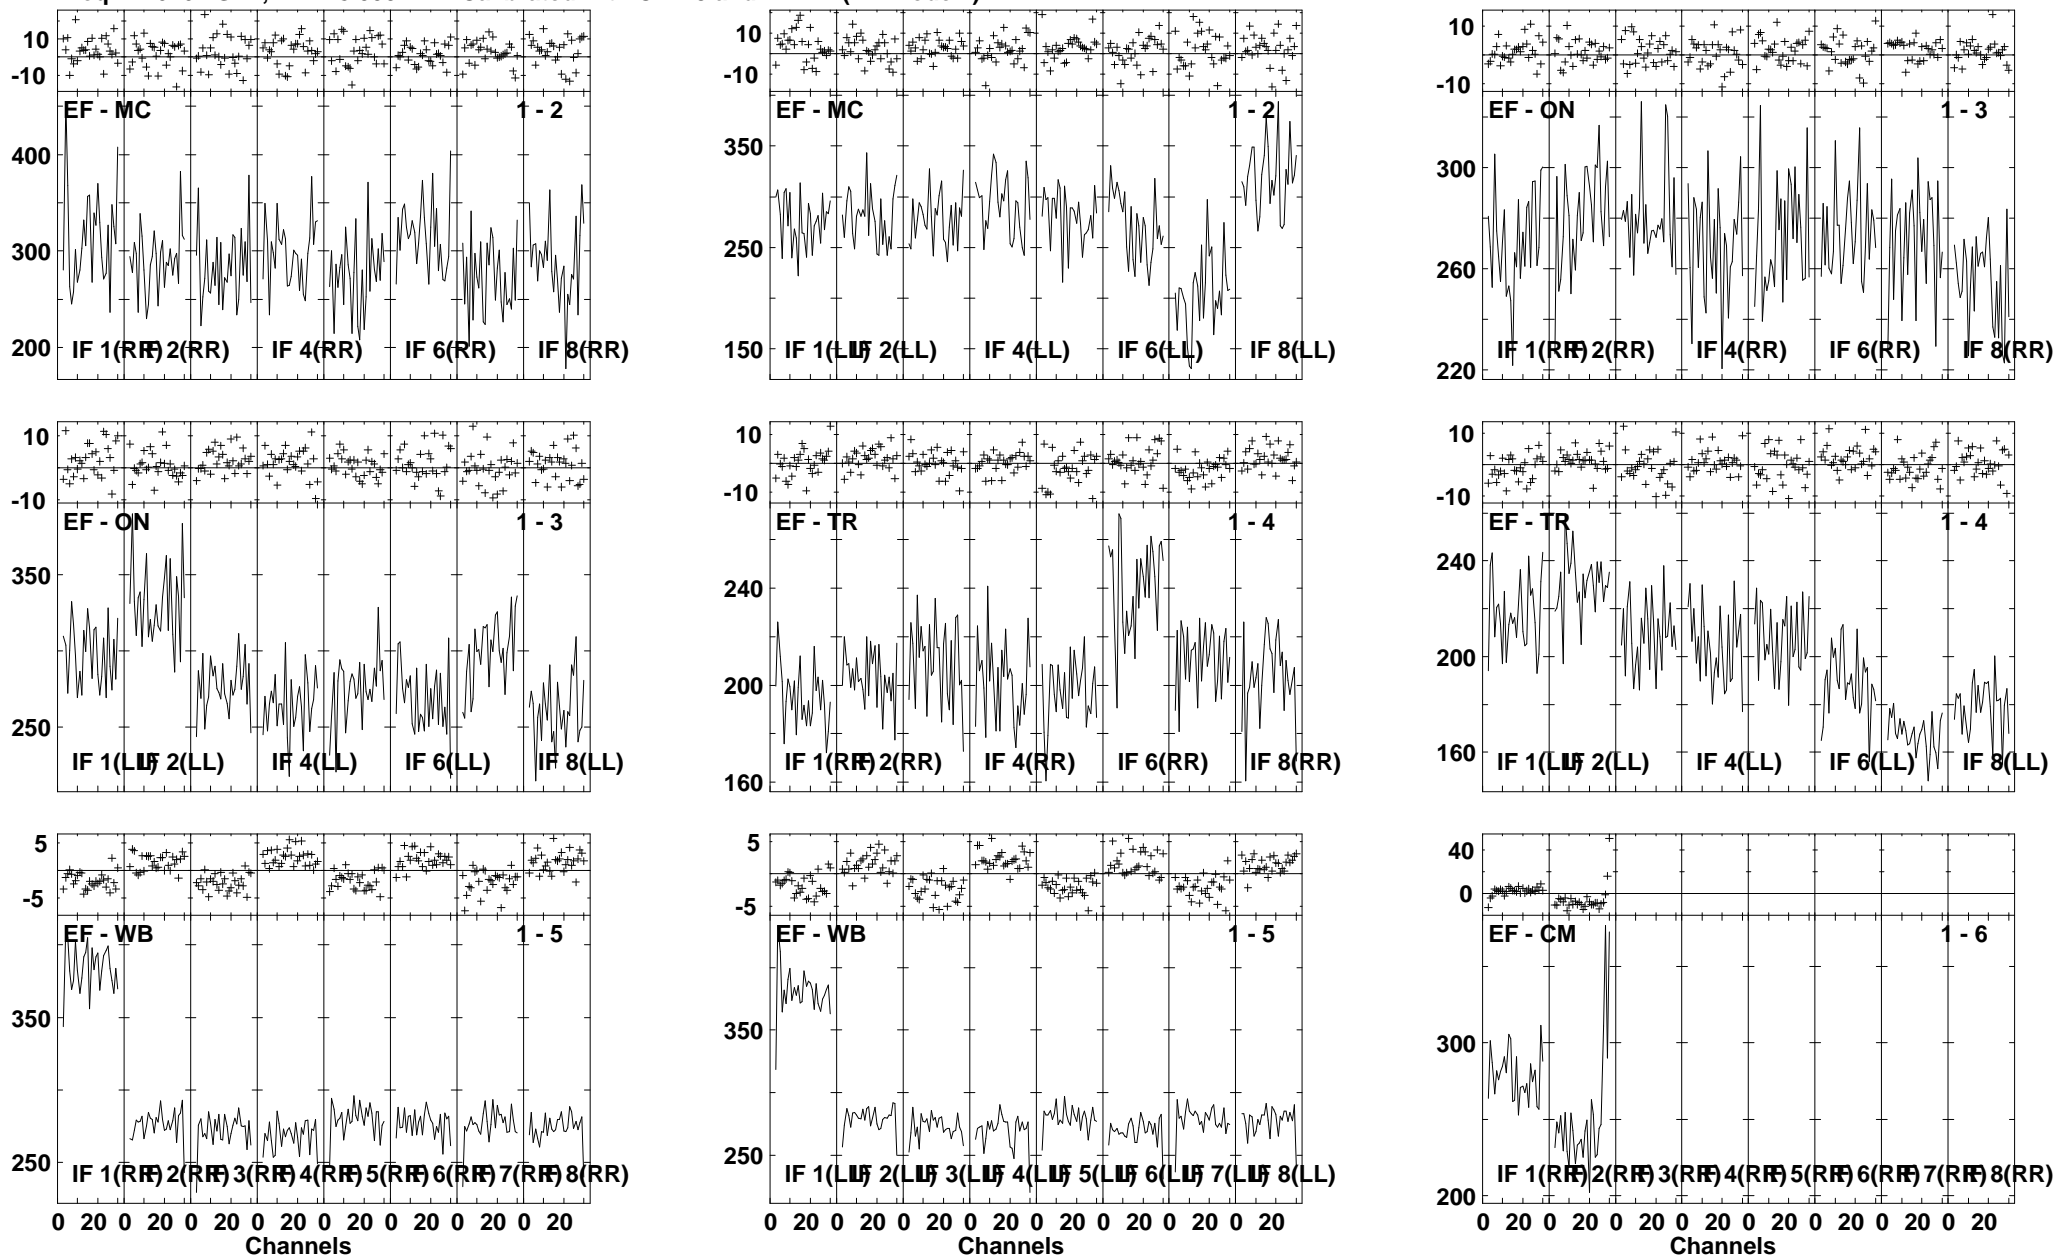 10
-10
EF - MC 1 - 2
400
300
200
IF 1(RR) IF 2(RR) IF 4(RR) IF 6(RR) IF 8(RR)
10
-10
EF - MC 1 - 2
350
250
150
IF 1(LL) IF 2(LL) IF 4(LL) IF 6(LL) IF 8(LL)
10
-10
EF - ON 1 - 3
300
260
220
IF 1(RR) IF 2(RR) IF 4(RR) IF 6(RR) IF 8(RR)
10
-10
EF - ON 1 - 3
350
250
IF 1(LL) IF 2(LL) IF 4(LL) IF 6(LL) IF 8(LL)
10
-10
EF - TR 1 - 4
240
200
160
IF 1(RR) IF 2(RR) IF 4(RR) IF 6(RR) IF 8(RR)
10
-10
EF - TR 1 - 4
240
200
160
IF 1(LL) IF 2(LL) IF 4(LL) IF 6(LL) IF 8(LL)
5
-5
EF - WB 1 - 5
350
250
IF 1(RR) IF 2(RR) IF 3(RR) IF 4(RR) IF 5(RR) IF 6(RR) IF 7(RR) IF 8(RR)
0 20 0 20 0 20 0 20 0 20 0 20 0 20 0 20
Channels
5
-5
EF - WB 1 - 5
350
250
IF 1(LL) IF 2(LL) IF 3(LL) IF 4(LL) IF 5(LL) IF 6(LL) IF 7(LL) IF 8(LL)
0 20 0 20 0 20 0 20 0 20 0 20 0 20 0 20
Channels
40
0
EF - CM 1 - 6
300
200
IF 1(RR) IF 2(RR) IF 3(RR) IF 4(RR) IF 5(RR) IF 6(RR) IF 7(RR) IF 8(RR)
0 20 0 20 0 20 0 20 0 20 0 20 0 20 0 20
Channels